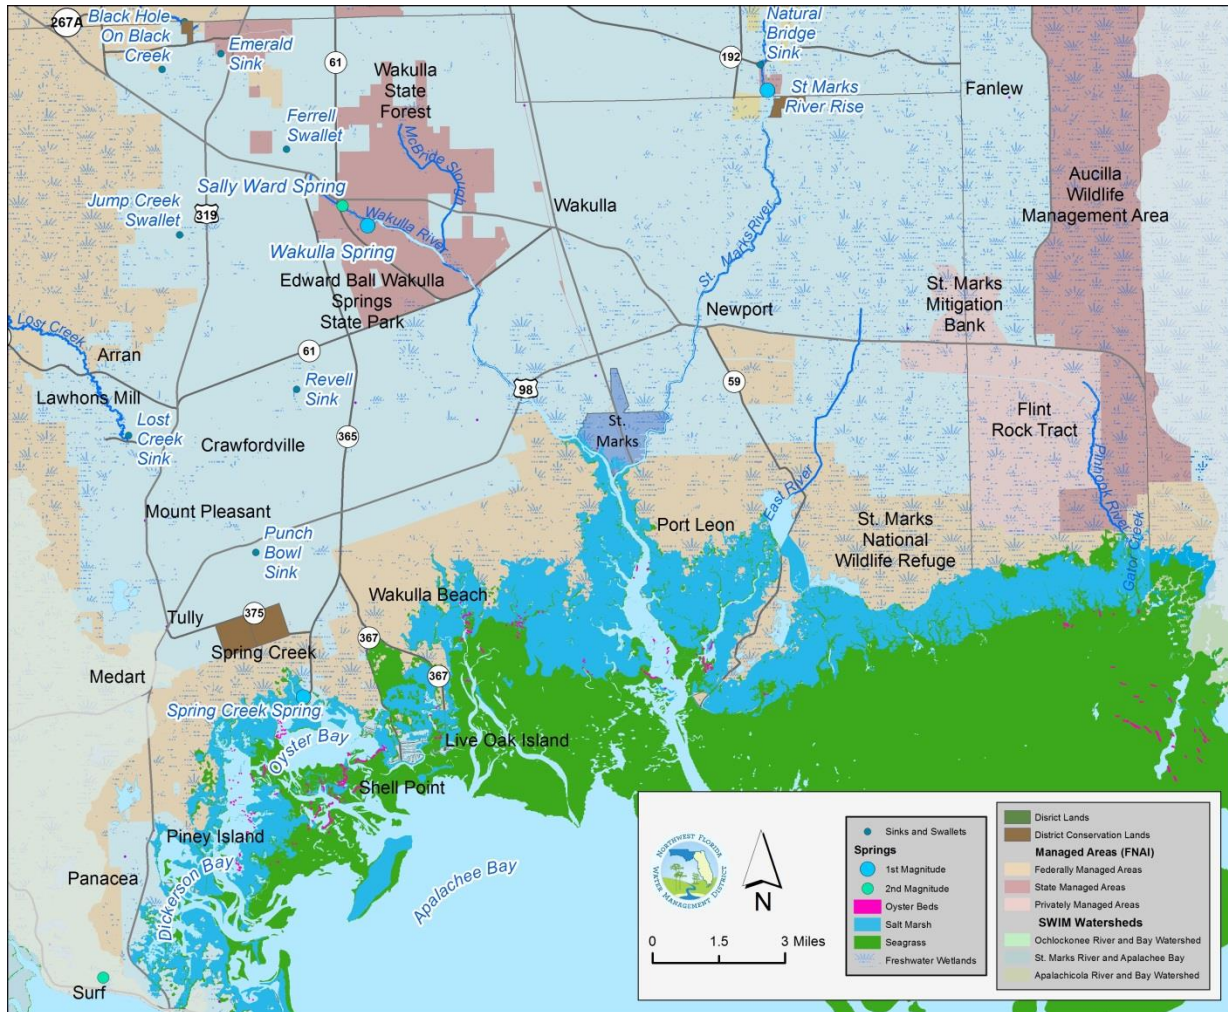 267A
Black Hole
On Black
Creek
Emerald
Sink
61
Wakulla
State
Forest
192
Natural
Bridge
Sink
St Marks
River Rise
Fanlew
Ferrell
Swallet
McBride Slough
Aucilla
Wildlife
Management Area
Jump Creek
Swallet
319
Sally Ward Spring
Wakulla River
Wakulla
Wakulla Spring
St. Marks River
Edward Ball Wakulla
Springs
State Park
Newport
St. Marks
Mitigation
Bank
Lost Creek
Arran
61
Revell
Sink
98
59
Lawhons Mill
Lost
Creek
Sink
Crawfordville
365
St.
Marks
Flint
Rock Tract
Pinhook River
Mount Pleasant
Punch
Bowl
Sink
Port Leon
East River
St. Marks
National
Wildlife Refuge
Gator Creek
Wakulla Beach
Tully
375
367
Spring Creek
Medart
367
Spring Creek Spring
Oyster Bay
Live Oak Island
Shell Point
Piney Island
Panacea
Dickerson Bay
Apalachee Bay
Surf
NORTHWEST FLORIDA
WATER MANAGEMENT DISTRICT
N
0 1.5 3 Miles
Sinks and Swallets
Springs
1st Magnitude
2nd Magnitude
Oyster Beds
Salt Marsh
Seagrass
Freshwater Wetlands
Disrict Lands
District Conservation Lands
Managed Areas (FNAI)
Federally Managed Areas
State Managed Areas
Privately Managed Areas
SWIM Watersheds
Ochlockonee River and Bay Watershed
St. Marks River and Apalachee Bay
Apalachicola River and Bay Watershed